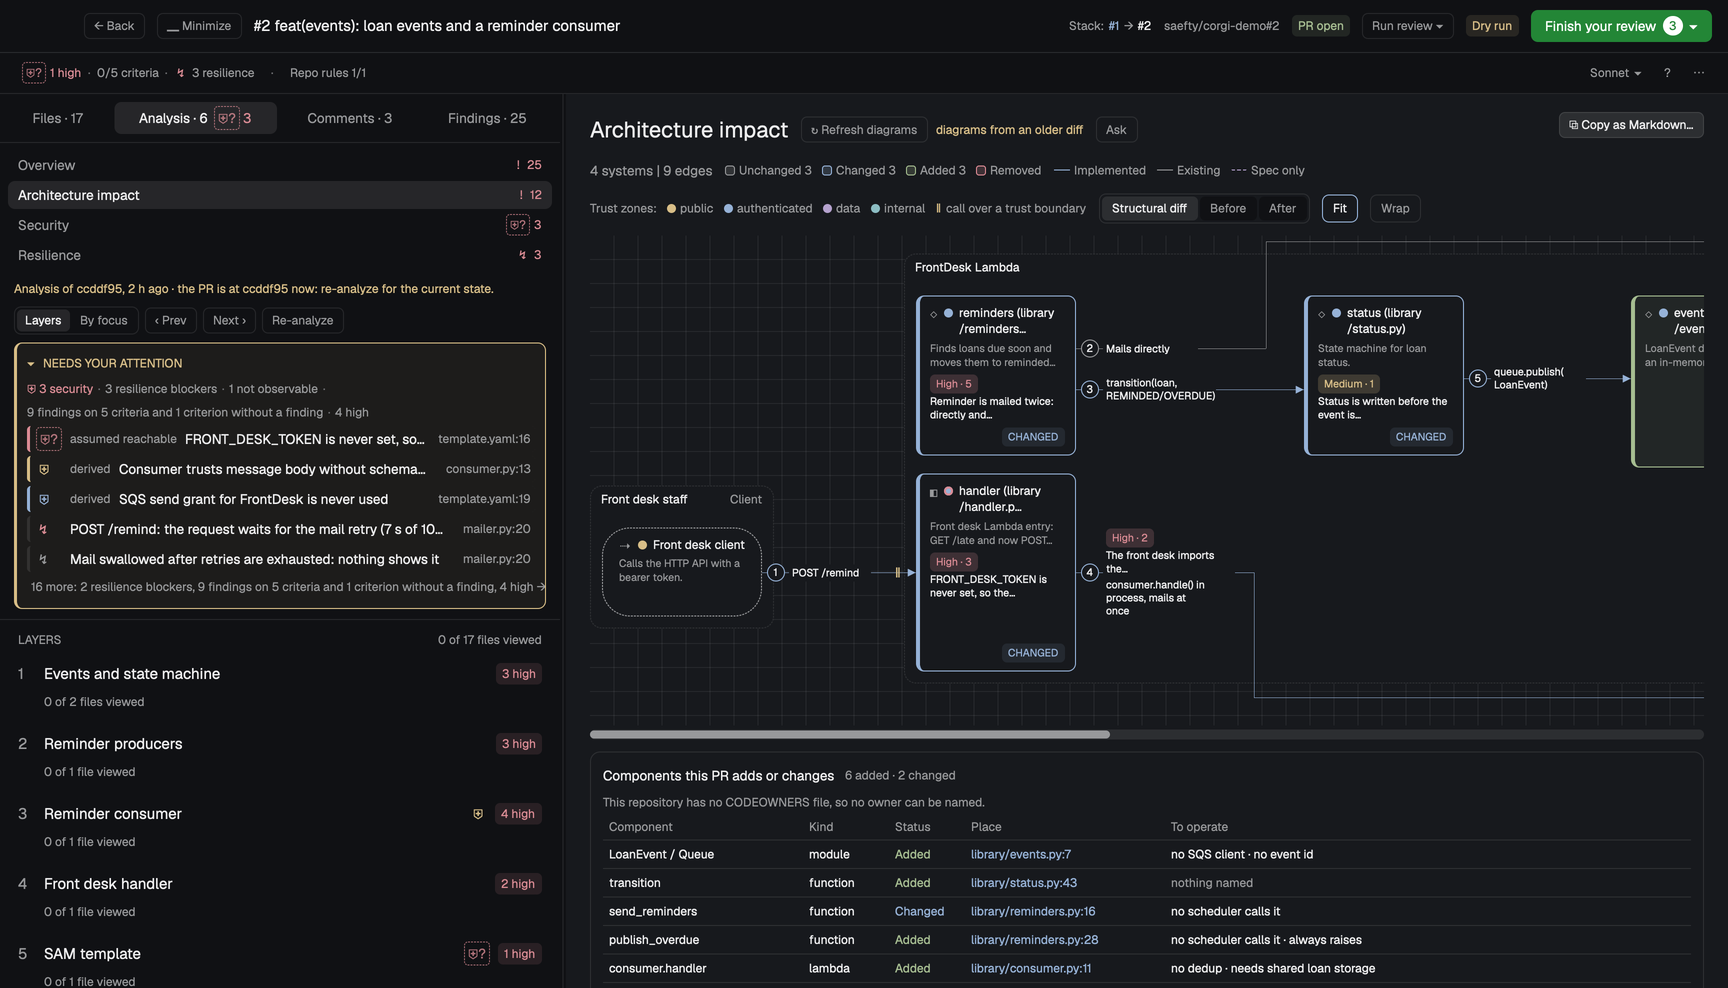 ← Back
Minimize
#2 feat(events): loan events and a reminder consumer
Stack: #1 → #2
saefty/corgi-demo#2
PR open
Run review
Dry run
Finish your review 3
? 1 high · 0/5 criteria · 3 resilience · Repo rules 1/1
Sonnet
?
···
Files · 17
Analysis · 6 ? 3
Comments · 3
Findings · 25
Overview ! 25
Architecture impact ! 12
Security ? 3
Resilience 3
Analysis of ccddf95, 2 h ago · the PR is at ccddf95 now: re-analyze for the current state.
Layers
By focus
‹ Prev
Next ›
Re-analyze
NEEDS YOUR ATTENTION
3 security · 3 resilience blockers · 1 not observable ·
9 findings on 5 criteria and 1 criterion without a finding · 4 high
? assumed reachable FRONT_DESK_TOKEN is never set, so... template.yaml:16
derived Consumer trusts message body without schema... consumer.py:13
derived SQS send grant for FrontDesk is never used template.yaml:19
POST /remind: the request waits for the mail retry (7 s of 10... mailer.py:20
Mail swallowed after retries are exhausted: nothing shows it mailer.py:20
16 more: 2 resilience blockers, 9 findings on 5 criteria and 1 criterion without a finding, 4 high →
LAYERS 0 of 17 files viewed
1 Events and state machine 3 high
0 of 2 files viewed
2 Reminder producers 3 high
0 of 1 file viewed
3 Reminder consumer 4 high
0 of 1 file viewed
4 Front desk handler 2 high
0 of 1 file viewed
5 SAM template ? 1 high
0 of 1 file viewed
Architecture impact
↻ Refresh diagrams
diagrams from an older diff
Ask
Copy as Markdown...
4 systems | 9 edges
Unchanged 3
Changed 3
Added 3
Removed
Implemented
Existing
Spec only
Trust zones:
public
authenticated
data
internal
call over a trust boundary
Structural diff
Before
After
Fit
Wrap
FrontDesk Lambda
reminders (library
/reminders...
Finds loans due soon and
moves them to reminded...
High · 5
Reminder is mailed twice:
directly and...
CHANGED
2 Mails directly
3 transition(loan,
REMINDED/OVERDUE)
status (library
/status.py)
State machine for loan
status.
Medium · 1
Status is written before the
event is...
CHANGED
5 queue.publish(
LoanEvent)
event
/even
LoanEvent d
an in-memor
Front desk staff Client
→ Front desk client
Calls the HTTP API with a
bearer token.
1 POST /remind
handler (library
/handler.p...
Front desk Lambda entry:
GET /late and now POST...
High · 3
FRONT_DESK_TOKEN is
never set, so the...
CHANGED
4
High · 2
The front desk imports
the...
consumer.handle() in
process, mails at
once
Components this PR adds or changes 6 added · 2 changed
This repository has no CODEOWNERS file, so no owner can be named.
Component Kind Status Place To operate
LoanEvent / Queue module Added library/events.py:7 no SQS client · no event id
transition function Added library/status.py:43 nothing named
send_reminders function Changed library/reminders.py:16 no scheduler calls it
publish_overdue function Added library/reminders.py:28 no scheduler calls it · always raises
consumer.handler lambda Added library/consumer.py:11 no dedup · needs shared loan storage